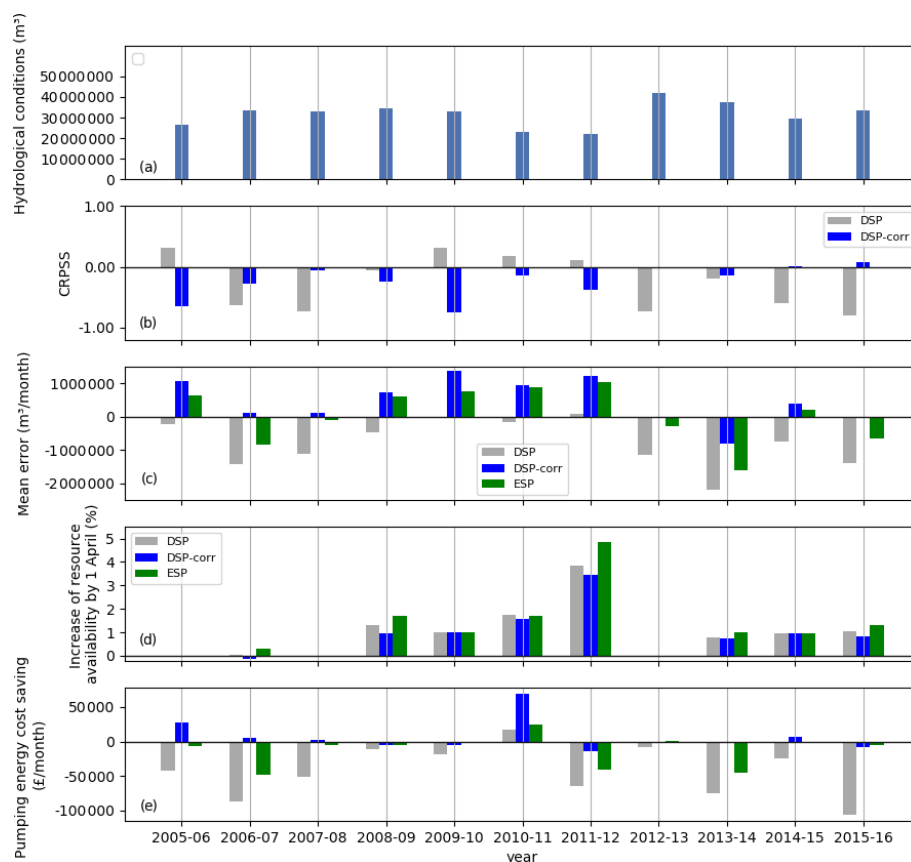 Hydrological conditions (m³)
50000000
40000000
30000000
20000000
10000000
0
(a)
CRPSS
1.00
0.00
-1.00
DSP
DSP-corr
(b)
Mean error (m³/month)
1000000
0
-1000000
-2000000
DSP
DSP-corr
ESP
(c)
Increase of resource
availability by 1 April (%)
5
4
3
2
1
0
DSP
DSP-corr
ESP
(d)
Pumping energy cost saving
(£/month)
50000
0
-50000
-100000
(e)
2005-06 2006-07 2007-08 2008-09 2009-10 2010-11 2011-12 2012-13 2013-14 2014-15 2015-16
year